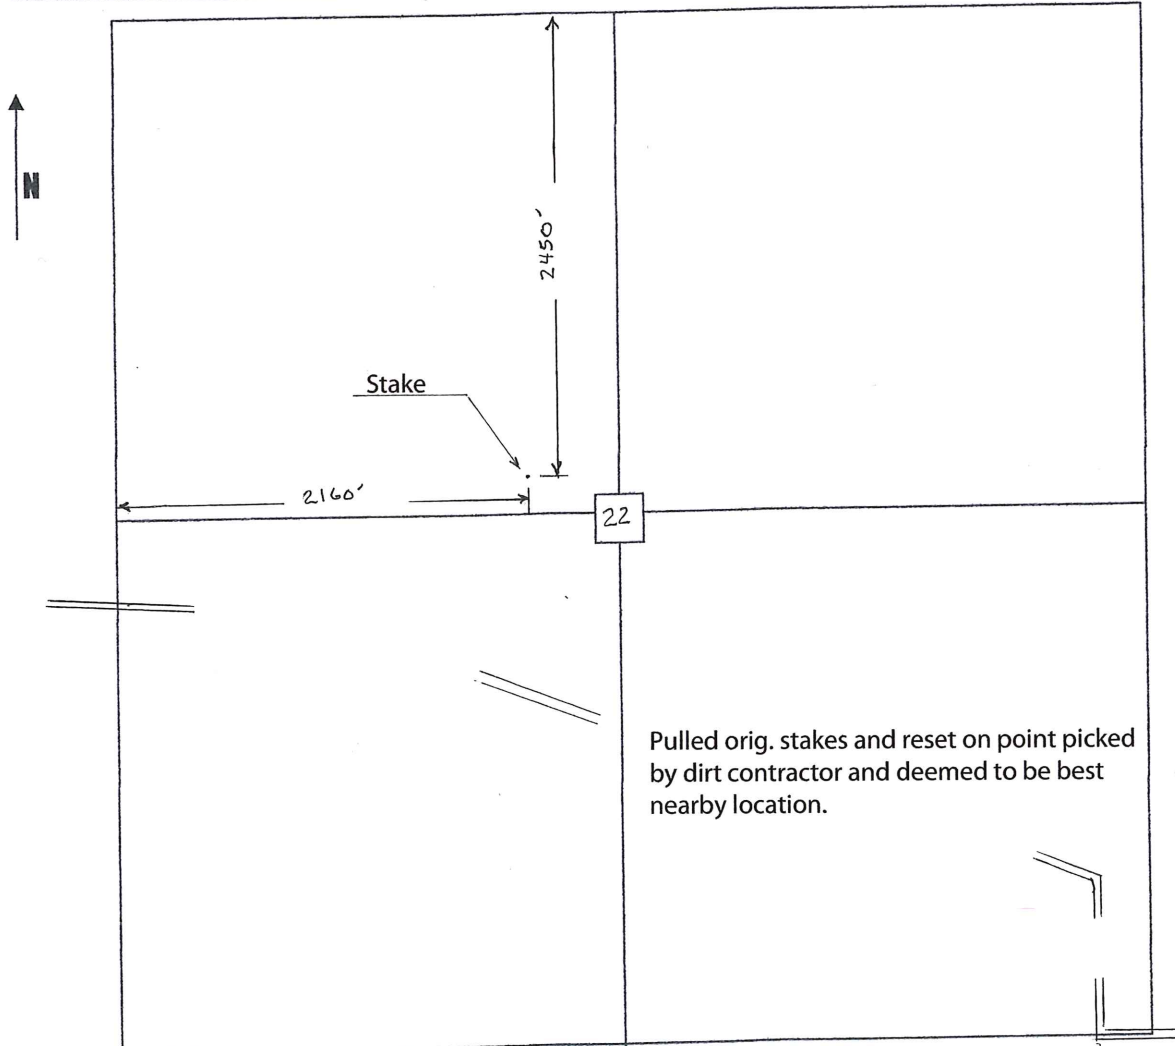 N
2450'
Stake
2160'
22
Pulled orig. stakes and reset on point picked
by dirt contractor and deemed to be best
nearby location.